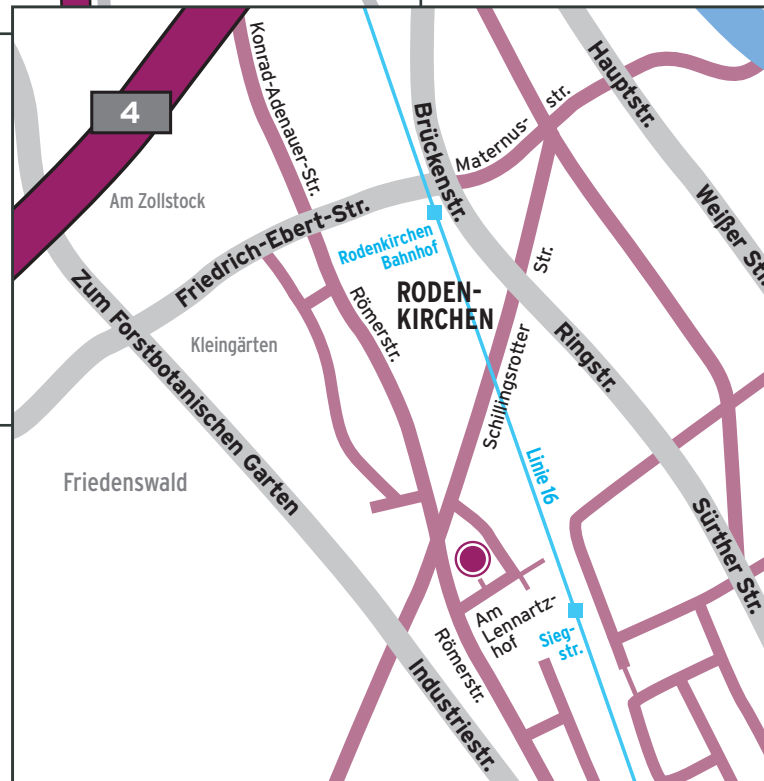 4
Konrad-Adenauer-Str.
Hauptstr.
Brückenstr.
Maternus-
str.
Am Zollstock
Weißer Str.
Friedrich-Ebert-Str.
Rodenkirchen
Bahnhof
Str.
RODEN-
KIRCHEN
Zum Forstbotanischen Garten
Römerstr.
Kleingärten
Ringstr.
Schillingsrotter
Linie 16
Friedenswald
Sürther Str.
Am
Lennartz-
hof
Sieg-
str.
Römerstr.
Industriestr.